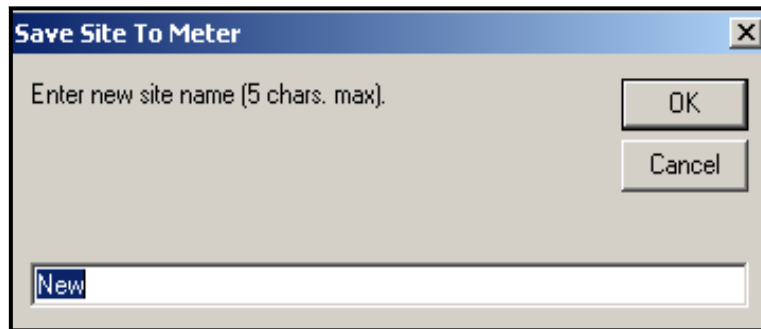 Save Site To Meter
Enter new site name (5 chars. max).
OK
Cancel
New